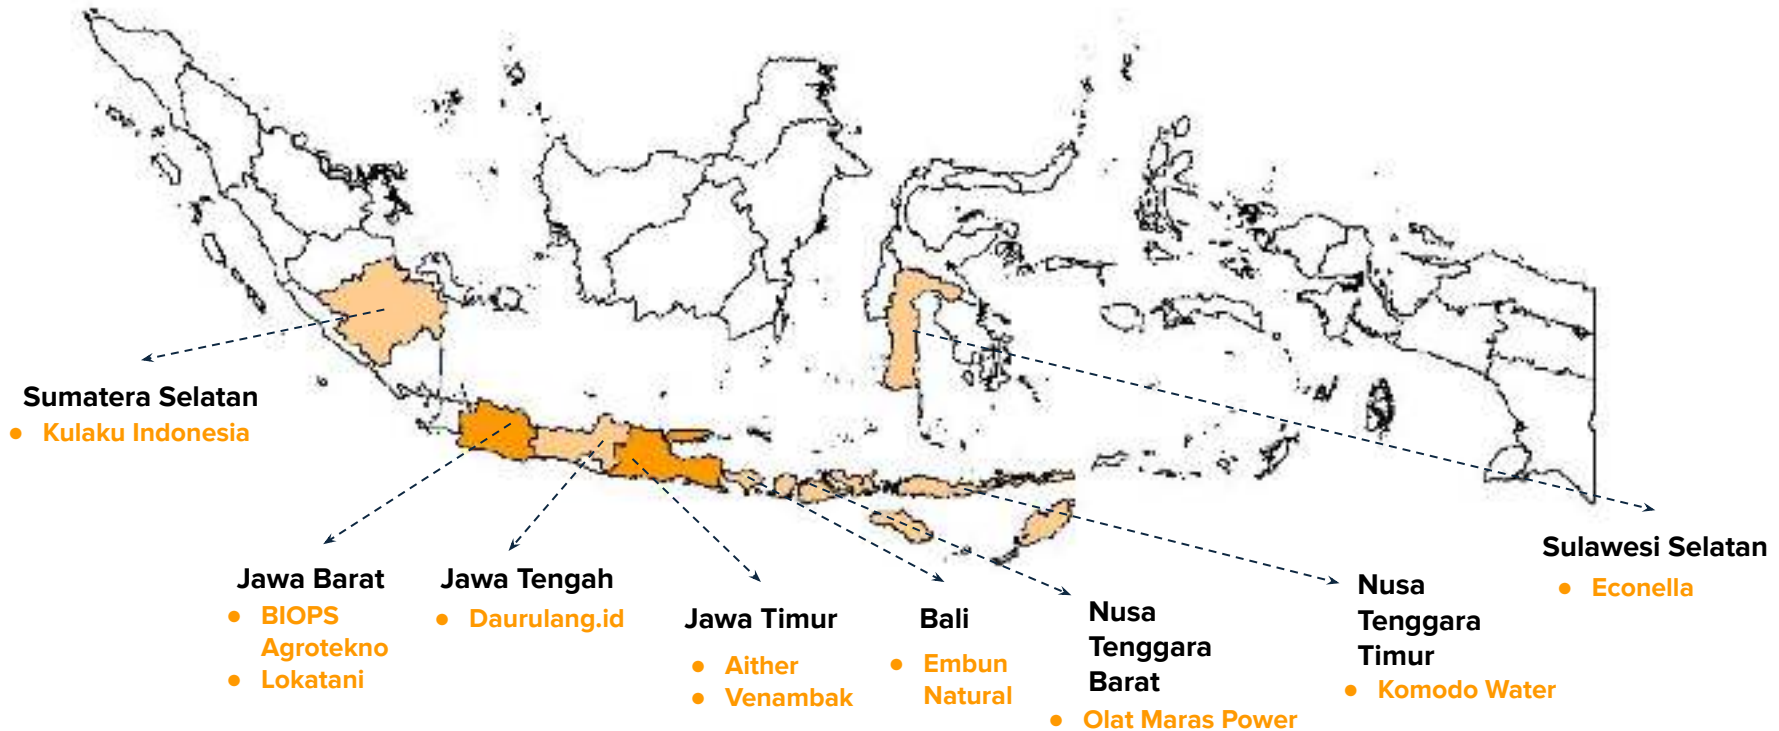 Sumatera Selatan
● Kulaku Indonesia
Jawa Barat
● BIOPS
Agrotekno
● Lokatani
Jawa Tengah
● Daurulang.id
Jawa Timur
● Aither
● Venambak
Bali
● Embun
Natural
Nusa
Tenggara
Barat
● Olat Maras Power
Nusa
Tenggara
Timur
● Komodo Water
Sulawesi Selatan
● Econella